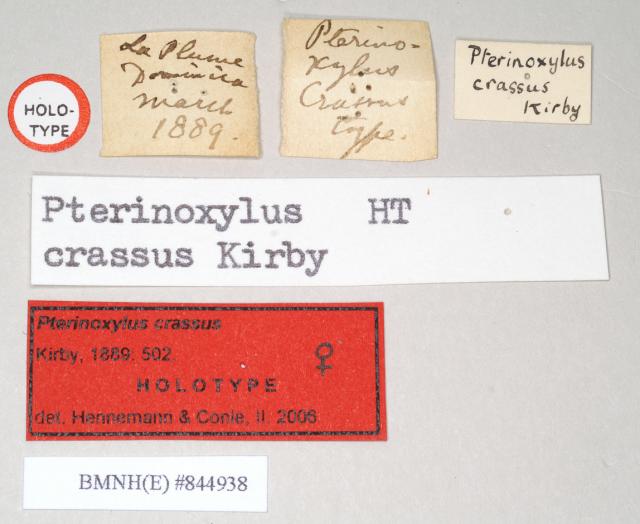 HOLO-
TYPE
La Plume
Dominica
March
1889.
Pterino-
xylus
Crassus
type.
Pterinoxylus
crassus
Kirby
Pterinoxylus HT
crassus Kirby
Pterinoxylus crassus
Kirby, 1889: 502.
♀
HOLOTYPE
det. Hennemann & Conle, II. 2006
BMNH(E) #844938